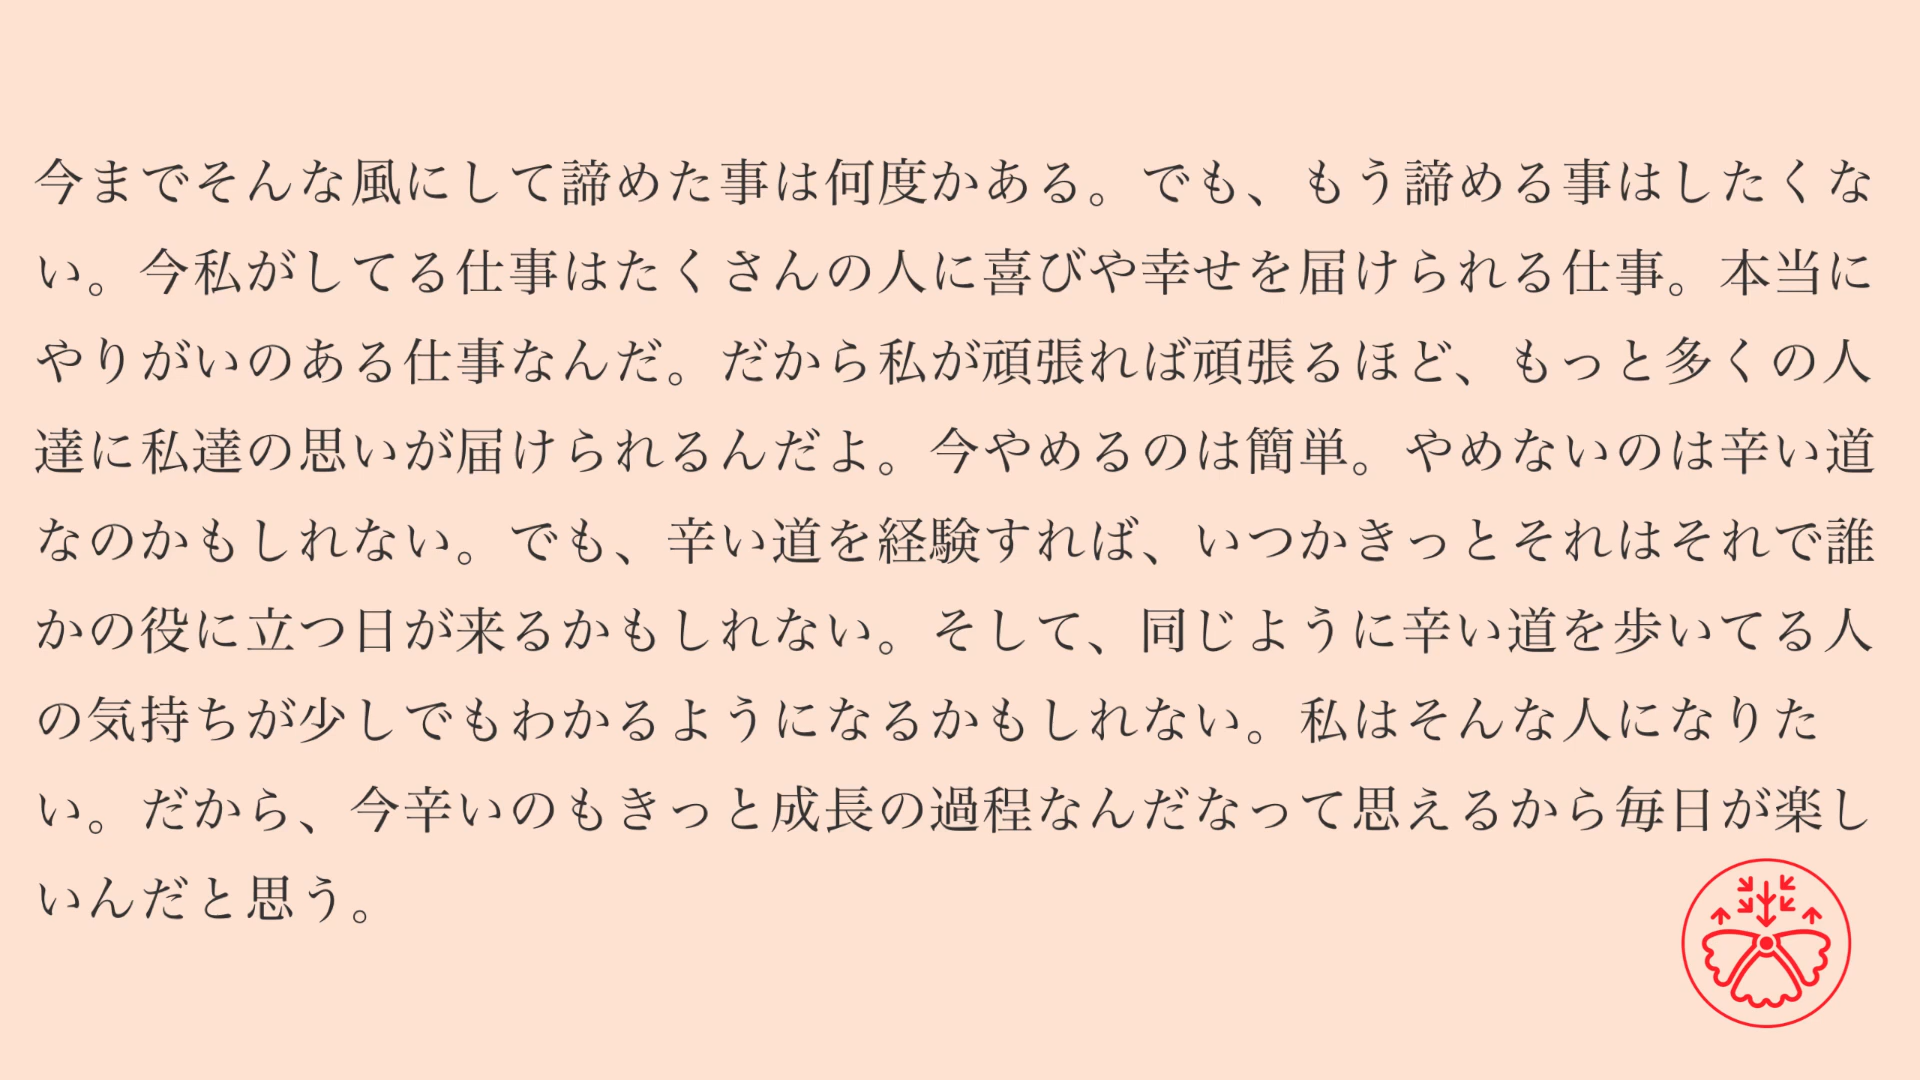 今までそんな風にして諦めた事は何度かある。でも、もう諦める事はしたくな
い。今私がしてる仕事はたくさんの人に喜びや幸せを届けられる仕事。本当に
やりがいのある仕事なんだ。だから私が頑張れば頑張るほど、もっと多くの人
達に私達の思いが届けられるんだよ。今やめるのは簡単。やめないのは辛い道
なのかもしれない。でも、辛い道を経験すれば、いつかきっとそれはそれで誰
かの役に立つ日が来るかもしれない。そして、同じように辛い道を歩いてる人
の気持ちが少しでもわかるようになるかもしれない。私はそんな人になりた
い。だから、今辛いのもきっと成長の過程なんだなって思えるから毎日が楽し
いんだと思う。